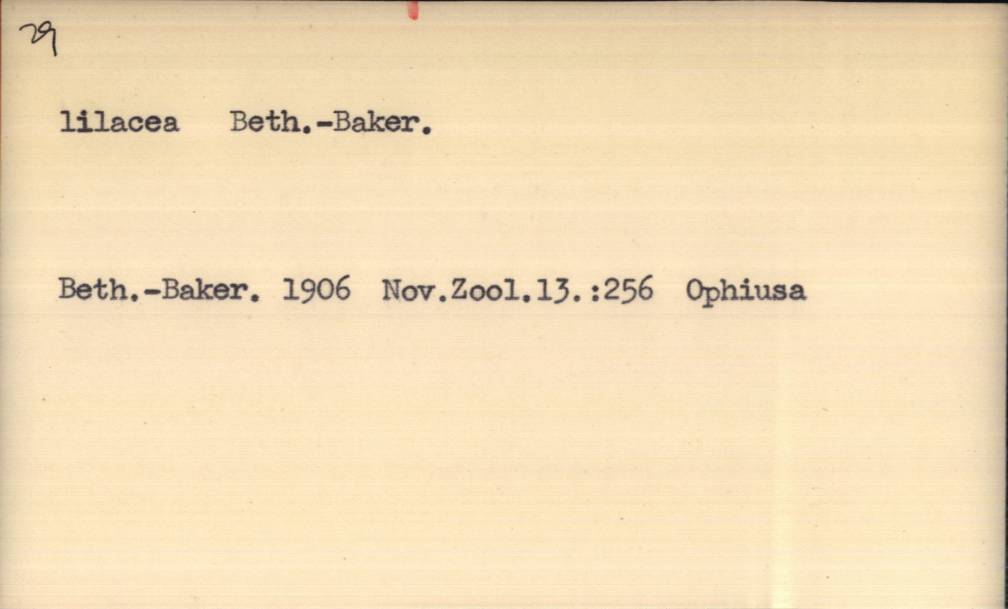 29
lilacea Beth.-Baker.
Beth.-Baker. 1906 Nov.Zool.13.:256 Ophiusa